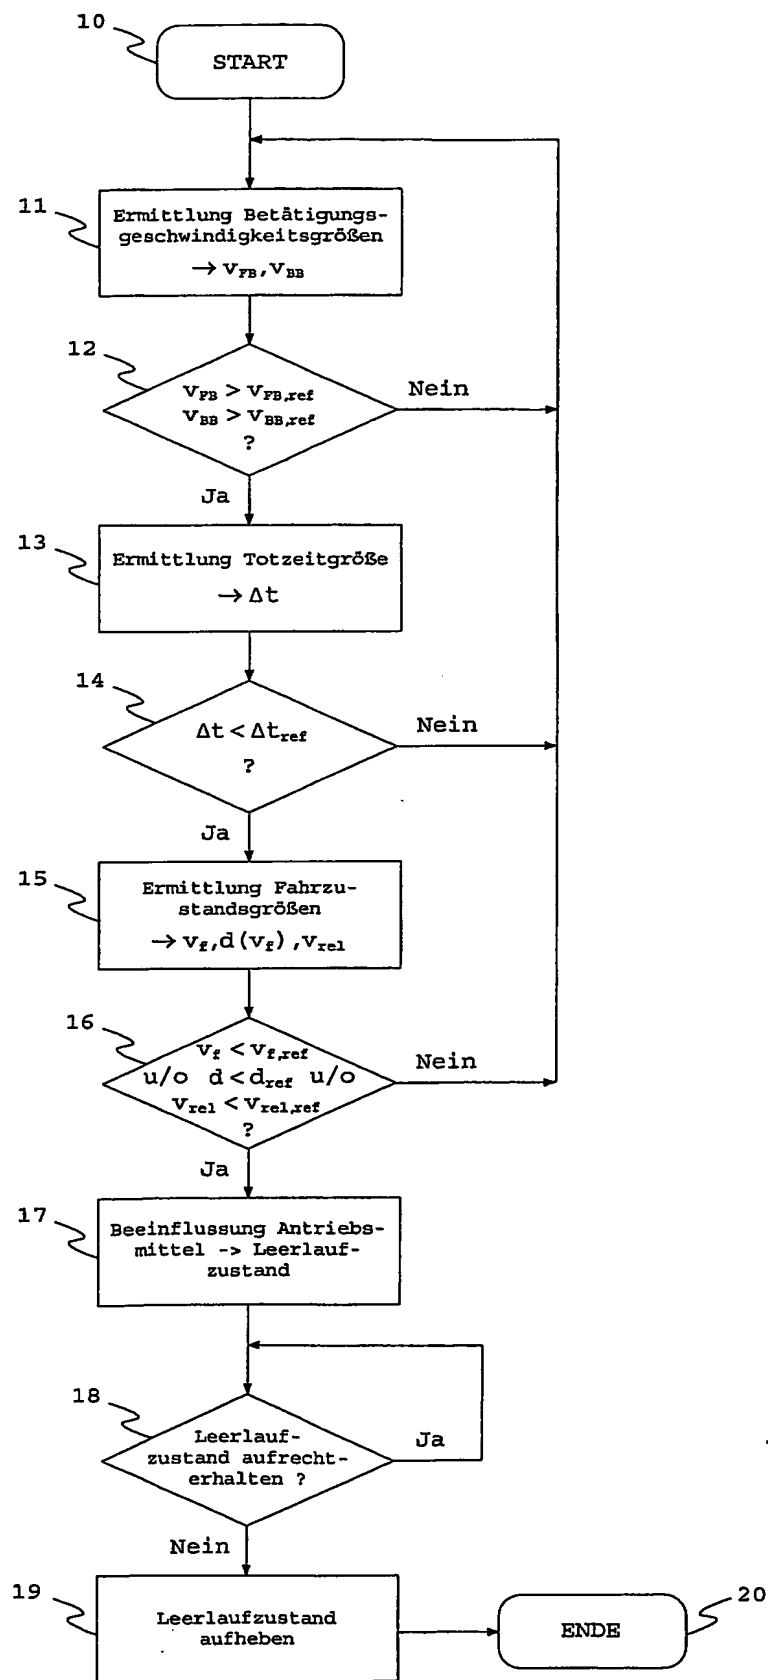 10
START
11
Ermittlung Betätigungs-
geschwindigkeitsgrößen
→ v_FB, v_BB
12
v_FB > v_FB,ref
v_BB > v_BB,ref
?
Nein
Ja
13
Ermittlung Totzeitgröße
→ Δt
14
Δt < Δt_ref
?
Nein
Ja
15
Ermittlung Fahrzu-
standsgrößen
→ v_f, d(v_f), v_rel
16
v_f < v_f,ref
u/o d < d_ref u/o
v_rel < v_rel,ref
?
Nein
Ja
17
Beeinflussung Antriebs-
mittel -> Leerlauf-
zustand
18
Leerlauf-
zustand aufrecht-
erhalten ?
Ja
Nein
19
Leerlaufzustand
aufheben
20
ENDE